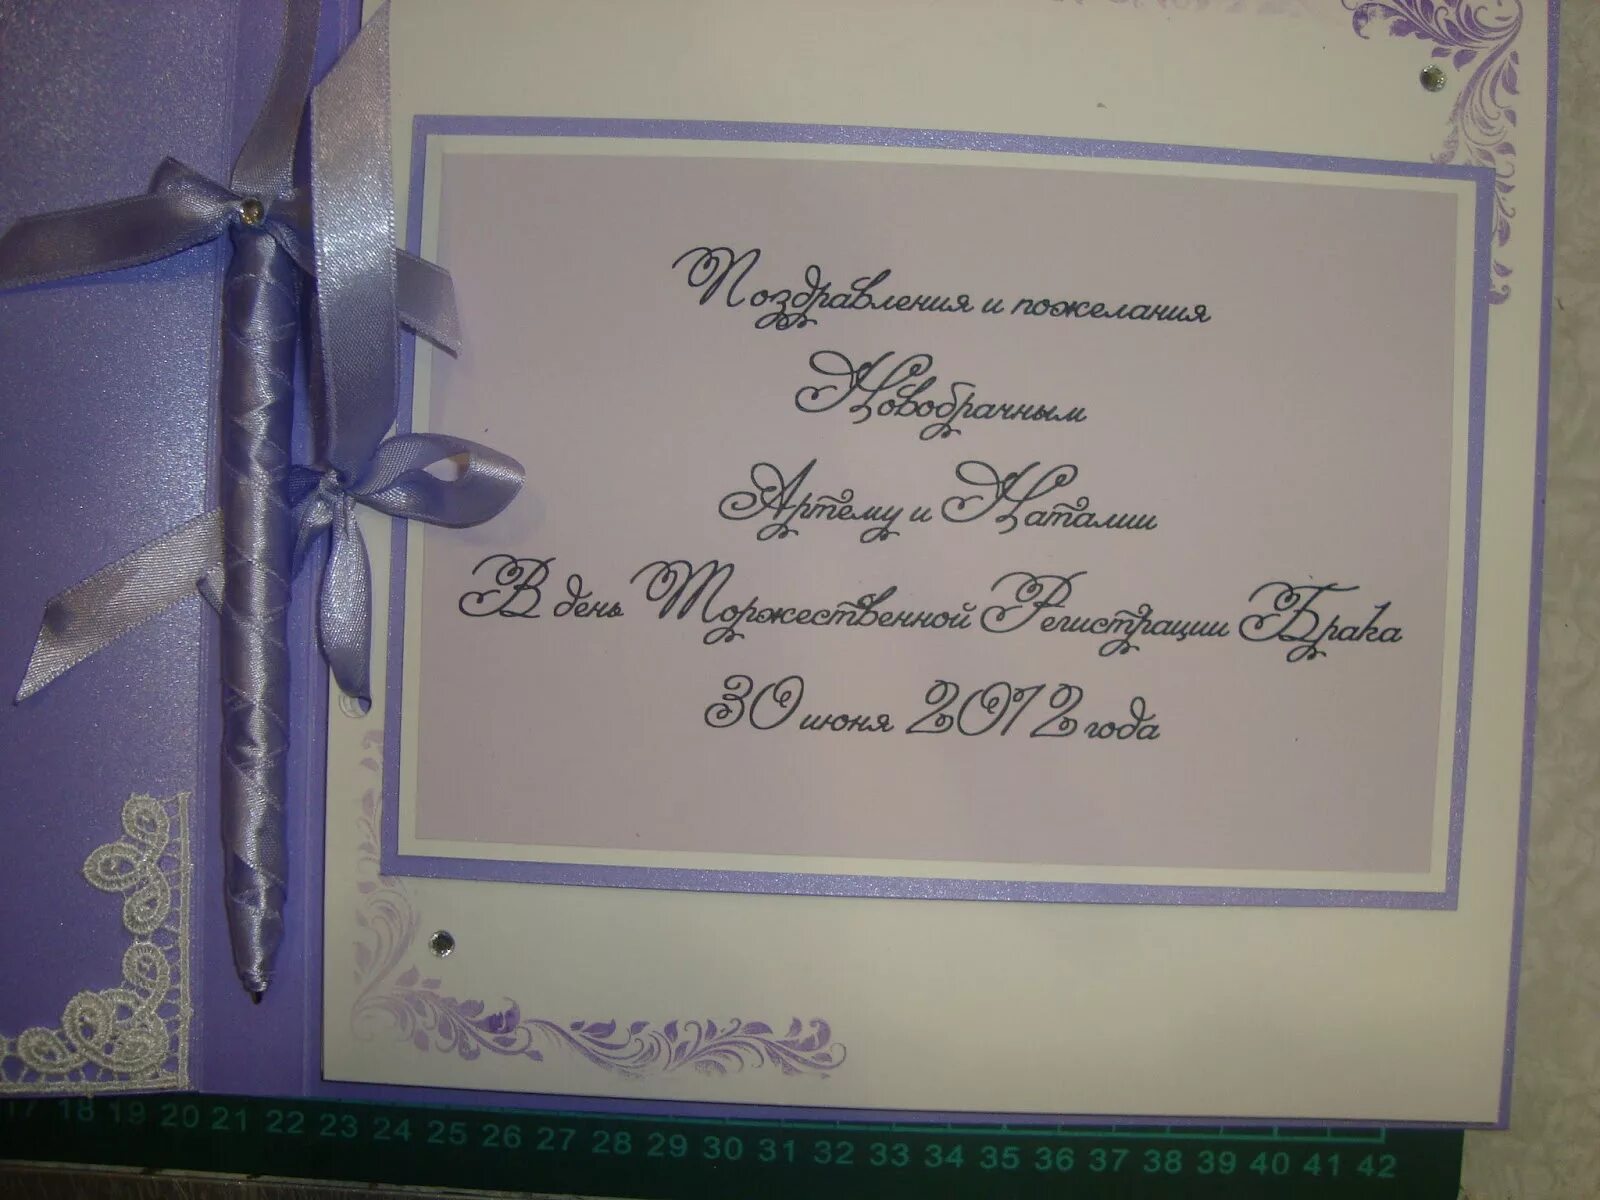 Поздравления и пожелания
Новобрачным
Артему и Наталии
В день Торжественной Регистрации Брака
30 июня 2012 года
17 18 19 20 21 22 23 24 25 26 27 28 29 30 31 32 33 34 35 36 37 38 39 40 41 42